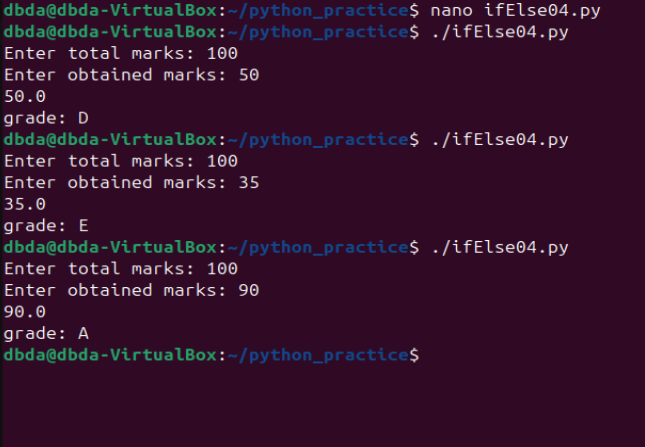 dbda@dbda-VirtualBox:~/python_practice$ nano ifElse04.py
dbda@dbda-VirtualBox:~/python_practice$ ./ifElse04.py
Enter total marks: 100
Enter obtained marks: 50
50.0
grade: D
dbda@dbda-VirtualBox:~/python_practice$ ./ifElse04.py
Enter total marks: 100
Enter obtained marks: 35
35.0
grade: E
dbda@dbda-VirtualBox:~/python_practice$ ./ifElse04.py
Enter total marks: 100
Enter obtained marks: 90
90.0
grade: A
dbda@dbda-VirtualBox:~/python_practice$